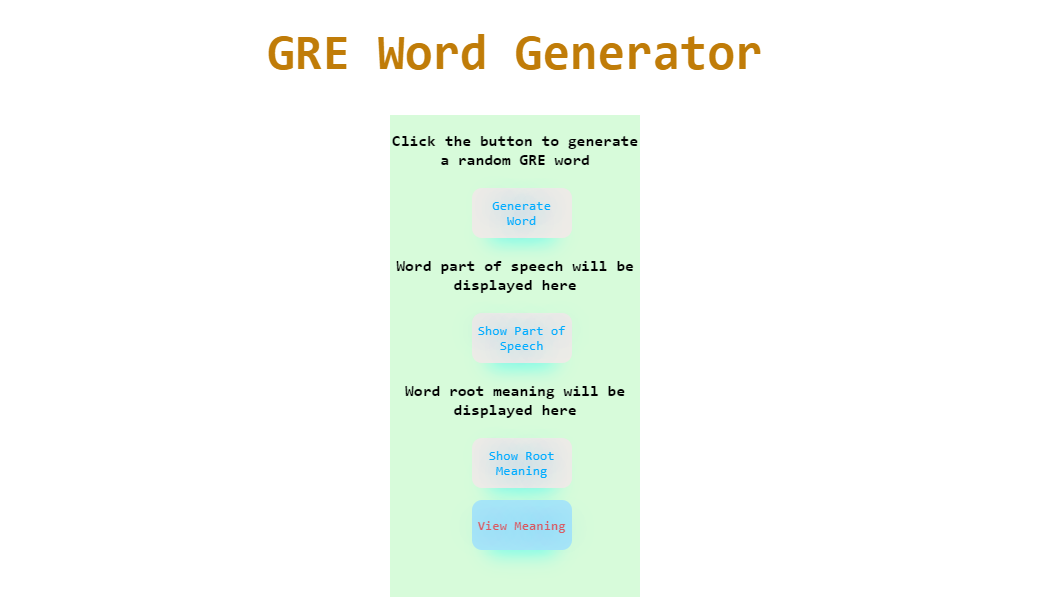 GRE Word Generator
Click the button to generate
a random GRE word
Generate
Word
Word part of speech will be
displayed here
Show Part of
Speech
Word root meaning will be
displayed here
Show Root
Meaning
View Meaning